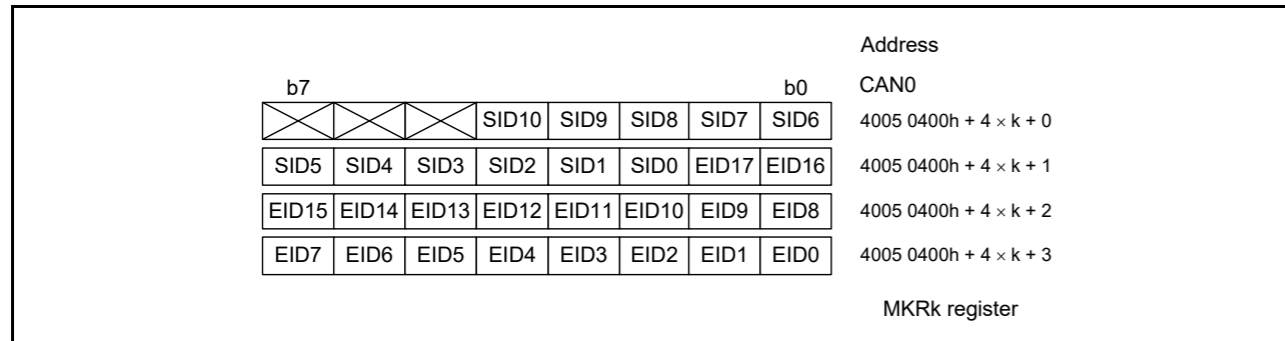 Address
b7 b0 CAN0
SID10 SID9 SID8 SID7 SID6 4005 0400h + 4 × k + 0
SID5 SID4 SID3 SID2 SID1 SID0 EID17 EID16 4005 0400h + 4 × k + 1
EID15 EID14 EID13 EID12 EID11 EID10 EID9 EID8 4005 0400h + 4 × k + 2
EID7 EID6 EID5 EID4 EID3 EID2 EID1 EID0 4005 0400h + 4 × k + 3
MKRk register